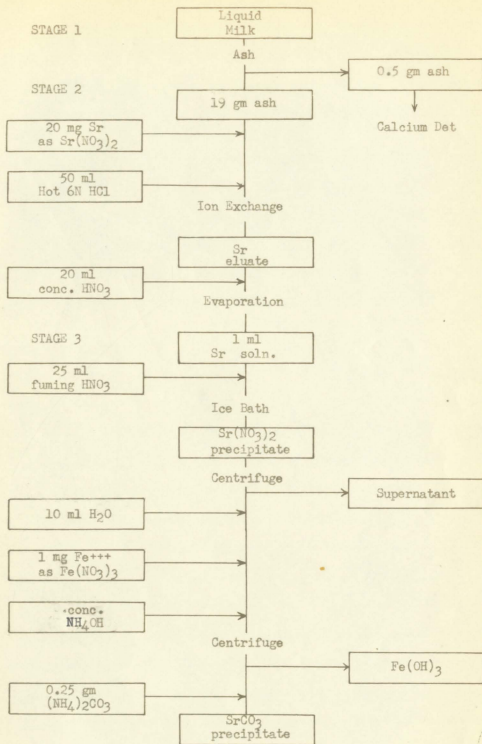 STAGE 1
Liquid
Milk
Ash
0.5 gm ash
STAGE 2
19 gm ash
Calcium Det
20 mg Sr
as Sr(NO3)2
50 ml
Hot 6N HCl
Ion Exchange
Sr
eluate
20 ml
conc. HNO3
Evaporation
STAGE 3
1 ml
Sr soln.
25 ml
fuming HNO3
Ice Bath
Sr(NO3)2
precipitate
Centrifuge
Supernatant
10 ml H2O
1 mg Fe+++
as Fe(NO3)3
conc.
NH4OH
Centrifuge
Fe(OH)3
0.25 gm
(NH4)2CO3
SrCO3
precipitate